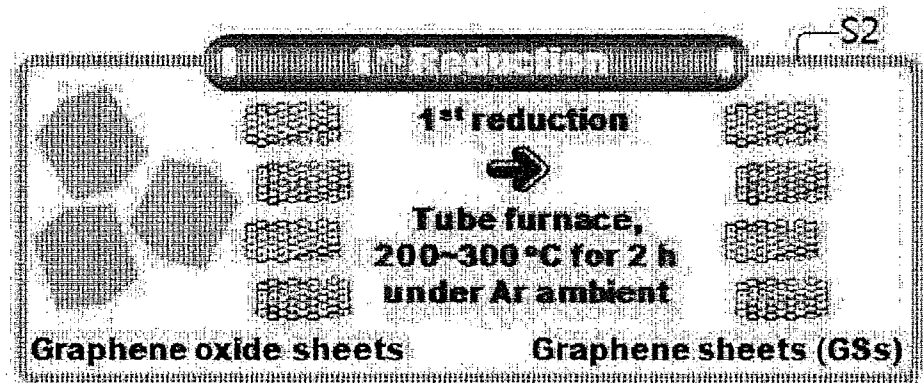 S2
1st Reduction
1st reduction
Tube furnace,
200~300 °C for 2 h
under Ar ambient
Graphene oxide sheets
Graphene sheets (GSs)